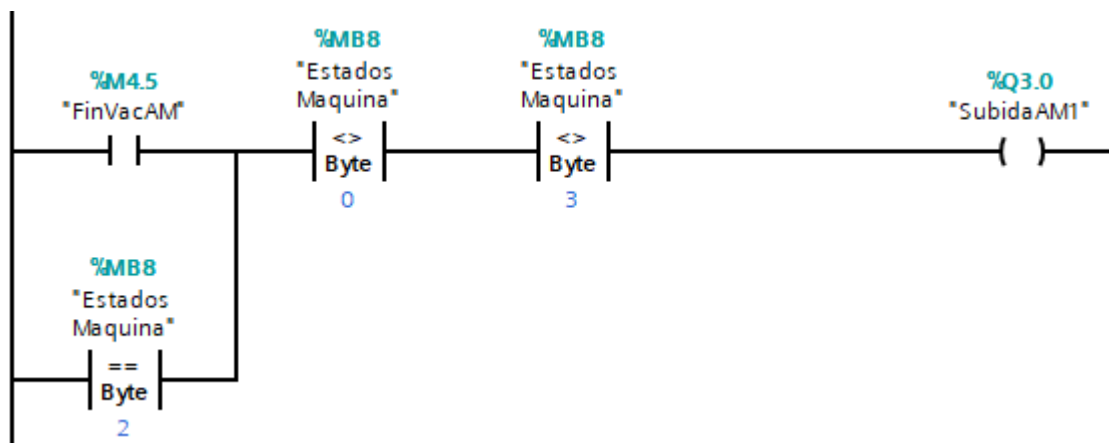 %MB8
%MB8
"Estados
"Estados
%M4.5
%Q3.0
Maquina"
Maquina"
"FinVacAM"
"SubidaAM1"
<>
<>
Byte
Byte
0
3
%MB8
"Estados
Maquina"
==
Byte
2